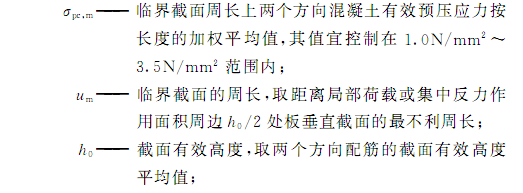 σpc,m —— 临界截面周长上两个方向混凝土有效预压应力按
长度的加权平均值，其值宜控制在 1.0N/mm²～
3.5N/mm² 范围内；
um —— 临界截面的周长，取距离局部荷载或集中反力作
用面积周边 h0/2 处板垂直截面的最不利周长；
h0 —— 截面有效高度，取两个方向配筋的截面有效高度
平均值；